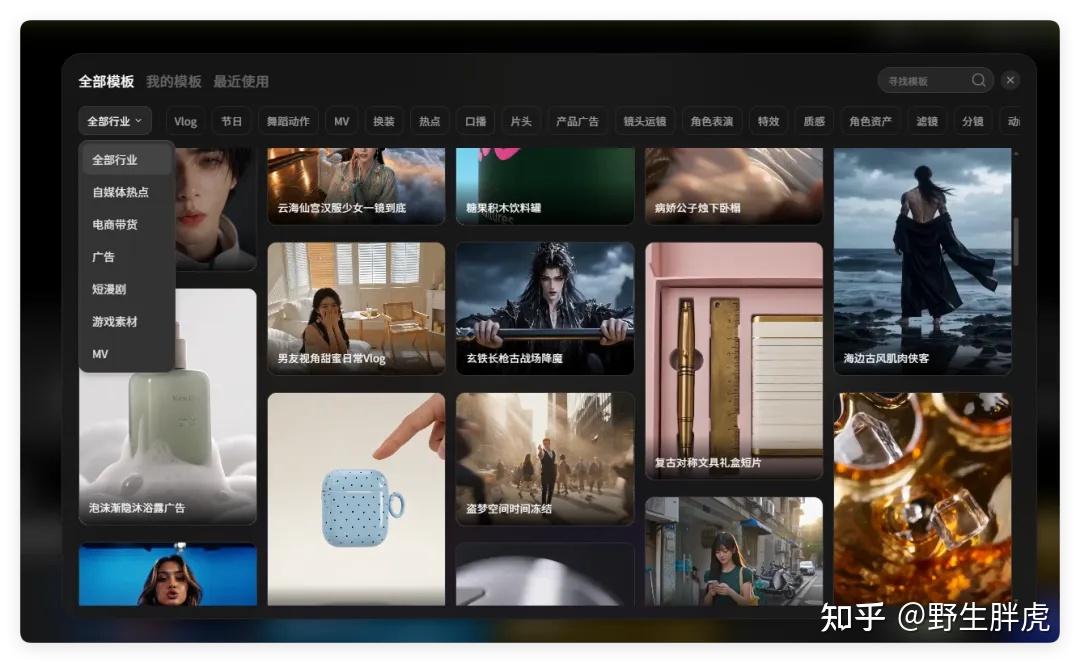 全部模板 我的模板 最近使用
寻找模板
全部行业 Vlog 节日 舞蹈动作 MV 换装 热点 口播 片头 产品广告 镜头运镜 角色表演 特效 质感 角色资产 滤镜 分镜
全部行业
自媒体热点
电商带货
广告
短漫剧
游戏素材
MV
云海仙宫汉服少女一镜到底
糖果积木饮料罐
病娇公子烛下卧榻
男友视角甜蜜日常Vlog
玄铁长枪古战场降魔
海边古风肌肉侠客
复古对称文具礼盒短片
泡沫渐隐沐浴露广告
盗梦空间时间冻结
知乎 @野生胖虎